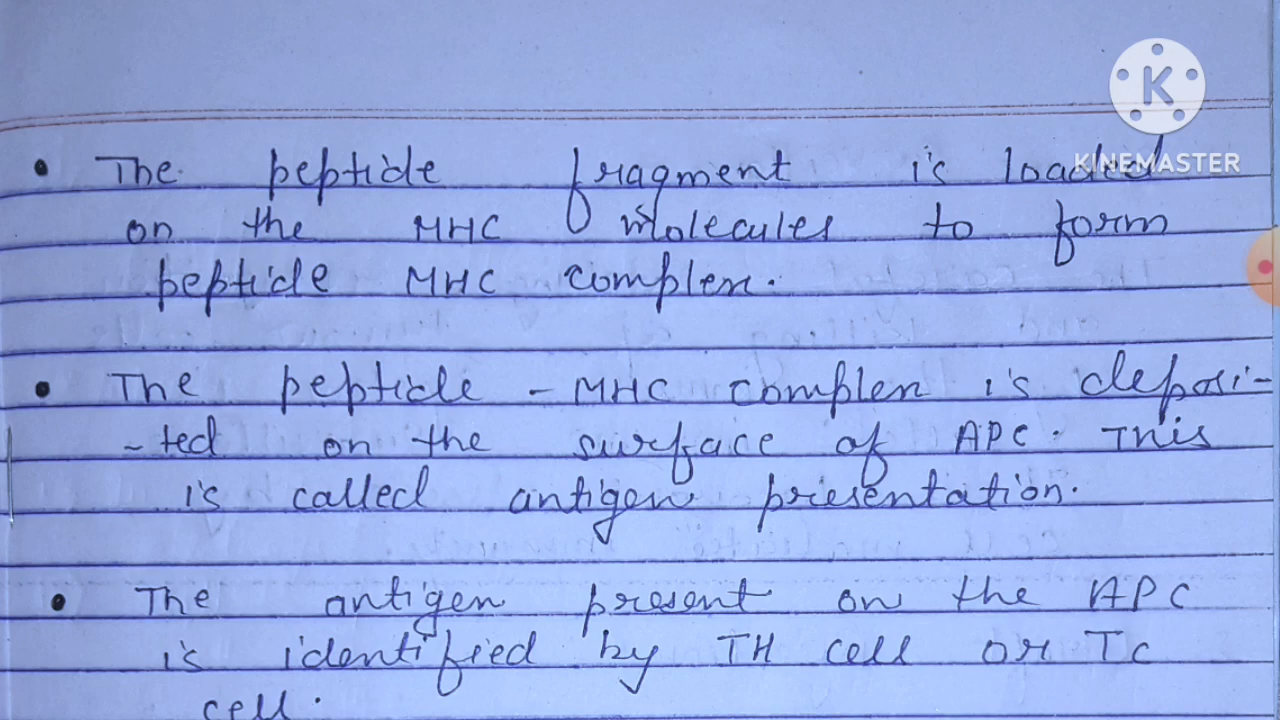 KINEMASTER
• The peptide fragment is loaded
on the MHC molecules to form
peptide MHC complex.
• The peptide - MHC complex is deposi-
-ted on the surface of APC. This
is called antigen presentation.
• The antigen present on the APC
is identified by TH cell or Tc
cell.